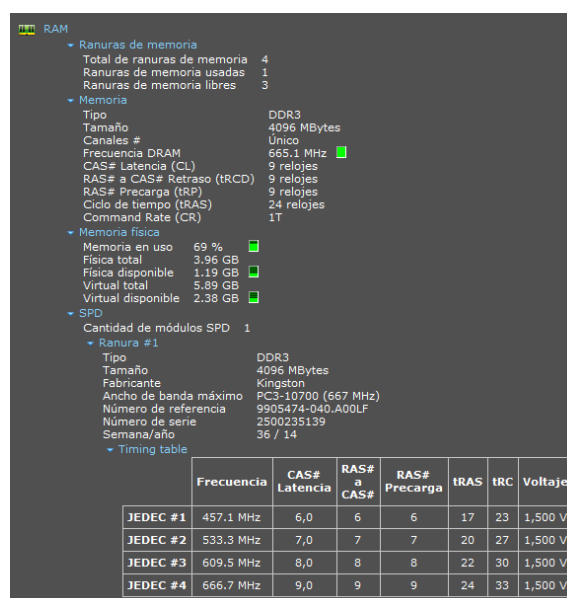 RAM
Ranuras de memoria
Total de ranuras de memoria 4
Ranuras de memoria usadas 1
Ranuras de memoria libres 3
Memoria
Tipo DDR3
Tamaño 4096 MBytes
Canales # Único
Frecuencia DRAM 665.1 MHz
CAS# Latencia (CL) 9 relojes
RAS# a CAS# Retraso (tRCD) 9 relojes
RAS# Precarga (tRP) 9 relojes
Ciclo de tiempo (tRAS) 24 relojes
Command Rate (CR) 1T
Memoria física
Memoria en uso 69 %
Física total 3.96 GB
Física disponible 1.19 GB
Virtual total 5.89 GB
Virtual disponible 2.38 GB
SPD
Cantidad de módulos SPD 1
Ranura #1
Tipo DDR3
Tamaño 4096 MBytes
Fabricante Kingston
Ancho de banda máximo PC3-10700 (667 MHz)
Número de referencia 9905474-040.A00LF
Número de serie 2500235139
Semana/año 36 / 14
Timing table
Frecuencia CAS# Latencia RAS# a CAS# RAS# Precarga tRAS tRC Voltaje
JEDEC #1 457.1 MHz 6,0 6 6 17 23 1,500 V
JEDEC #2 533.3 MHz 7,0 7 7 20 27 1,500 V
JEDEC #3 609.5 MHz 8,0 8 8 22 30 1,500 V
JEDEC #4 666.7 MHz 9,0 9 9 24 33 1,500 V